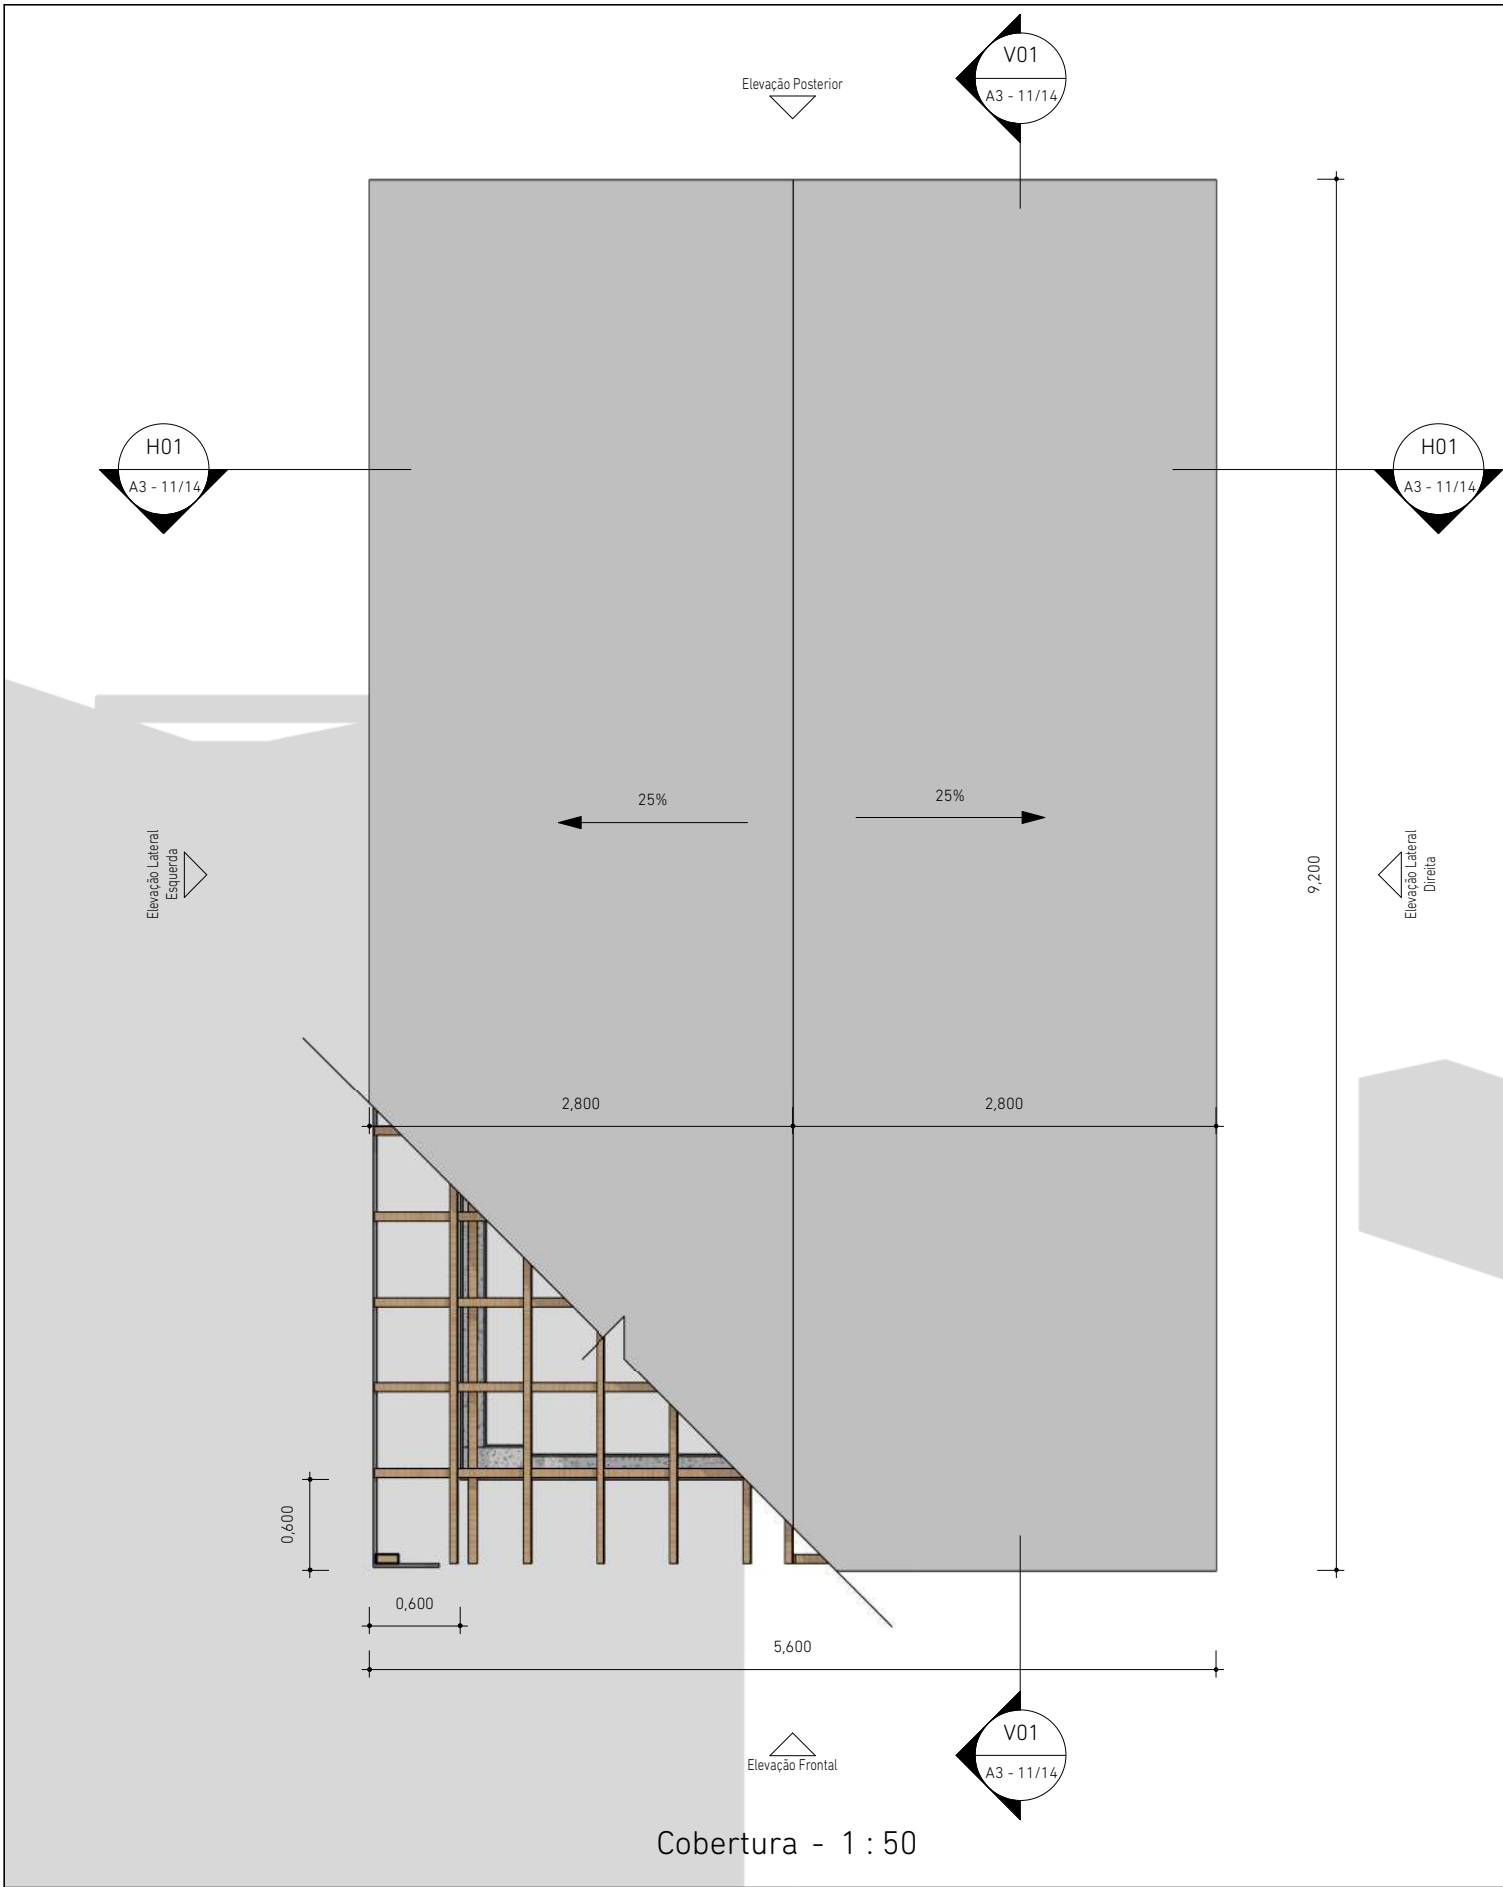 V01
A3 - 11/14
Elevação Posterior
H01
A3 - 11/14
H01
A3 - 11/14
25%
25%
Elevação Lateral
Esquerda
9,200
Elevação Lateral
Direita
2,800
2,800
0,600
0,600
5,600
V01
A3 - 11/14
Elevação Frontal
Cobertura - 1 : 50